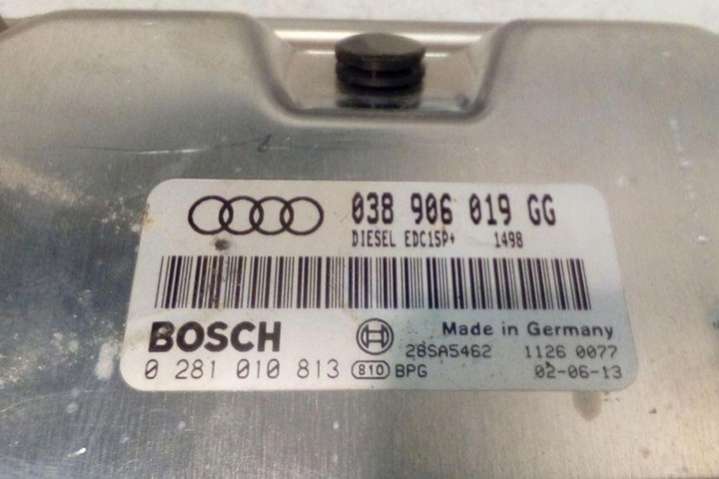 038 906 019 GG
DIESEL EDC15P+ 1498
BOSCH Made in Germany
28SA5462 1126 0077
0 281 010 813 810 BPG 02-06-13